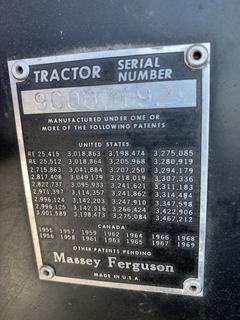 TRACTOR SERIAL NUMBER
MANUFACTURED UNDER ONE OR
MORE OF THE FOLLOWING PATENTS
UNITED STATES
RE 25,415 3,018,863 3,198,474 3,275,085
RE 25,512 3,018,864 3,205,968 3,280,919
2,715,863 3,041,884 3,207,250 3,294,179
2,817,408 3,049,179 3,218,019 3,307,336
2,822,737 3,095,933 3,241,621 3,311,183
2,971,397 3,114,357 3,241,862 3,314,484
2,996,124 3,142,203 3,247,910 3,347,598
2,996,125 3,142,316 3,266,424 3,422,906
3,001,589 3,198,473 3,275,084 3,467,212
CANADA
1955 1957 1959 1960 1962 1964 1966 1968
1956 1958 1961 1963 1965 1967 1969
OTHER PATENTS PENDING
Massey Ferguson
MADE IN U.S.A.